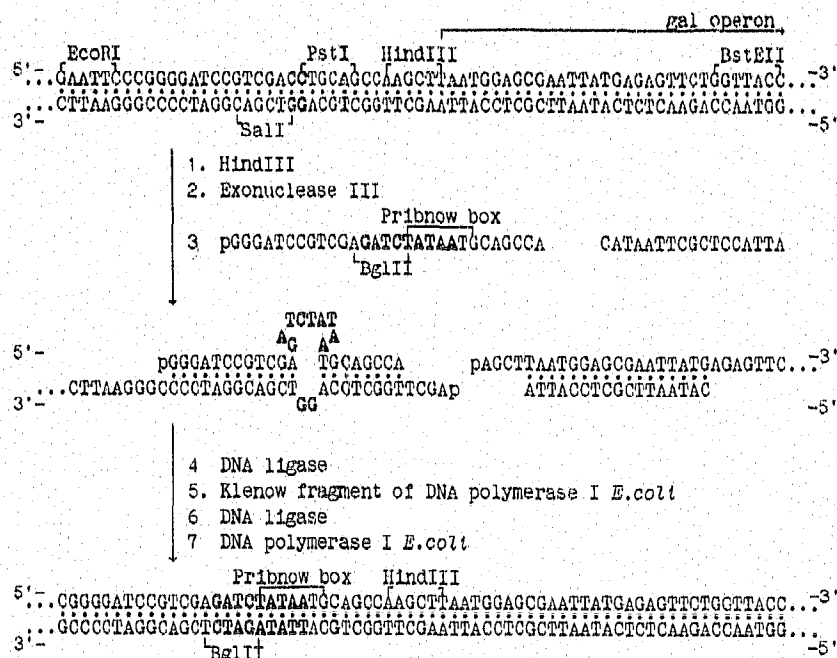 gal operon
EcoRI PstI HindIII BstEII
5'- ...GAATTCCCGGGGATCCGTCGACCTGCAGCCAAGCTTAATGGAGCGAATTATGAGAGTTCTGGTTACC... -3'
3'- ...CTTAAGGGCCCCTAGGCAGCTGGACGTCGGTTCGAATTACCTCGCTTAATACTCTCAAGACCAATGG... -5'
SalI
1. HindIII
2. Exonuclease III
Pribnow box
3 pGGGATCCGTCGAGATCTATAATGCAGCCA CATAATTCGCTCCATTA
BglII
TCTAT
AG AA
5'- pGGGATCCGTCGA TGCAGCCA pAGCTTAATGGAGCGAATTATGAGAGTTC... -3'
3'- ...CTTAAGGGCCCCTAGGCAGCT ACGTCGGTTCGAp ATTACCTCGCTTAATAC -5'
GG
4 DNA ligase
5. Klenow fragment of DNA polymerase I E.coli
6 DNA ligase
7 DNA polymerase I E.coli
Pribnow box HindIII
5'- ...CGGGGATCCGTCGAGATCTATAATGCAGCCAAGCTTAATGGAGCGAATTATGAGAGTTCTGGTTACC... -3'
3'- ...GCCCCTAGGCAGCTCTAGATATTACGTCGGTTCGAATTACCTCGCTTAATACTCTCAAGACCAATGG... -5'
BglII